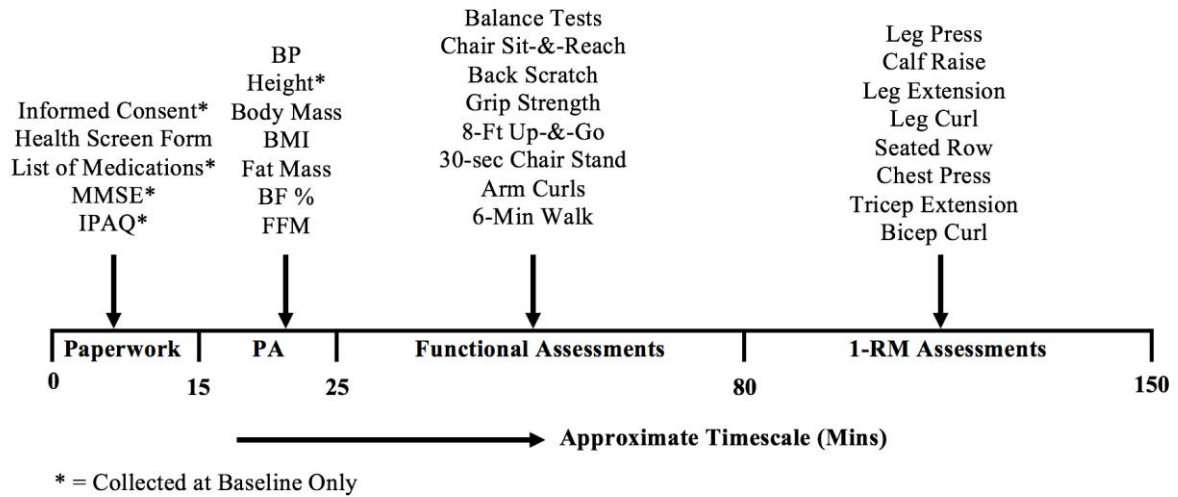 Informed Consent*
Health Screen Form
List of Medications*
MMSE*
IPAQ*
BP
Height*
Body Mass
BMI
Fat Mass
BF %
FFM
Balance Tests
Chair Sit-&-Reach
Back Scratch
Grip Strength
8-Ft Up-&-Go
30-sec Chair Stand
Arm Curls
6-Min Walk
Leg Press
Calf Raise
Leg Extension
Leg Curl
Seated Row
Chest Press
Tricep Extension
Bicep Curl
Paperwork
PA
Functional Assessments
1-RM Assessments
0
15
25
80
150
Approximate Timescale (Mins)
* = Collected at Baseline Only